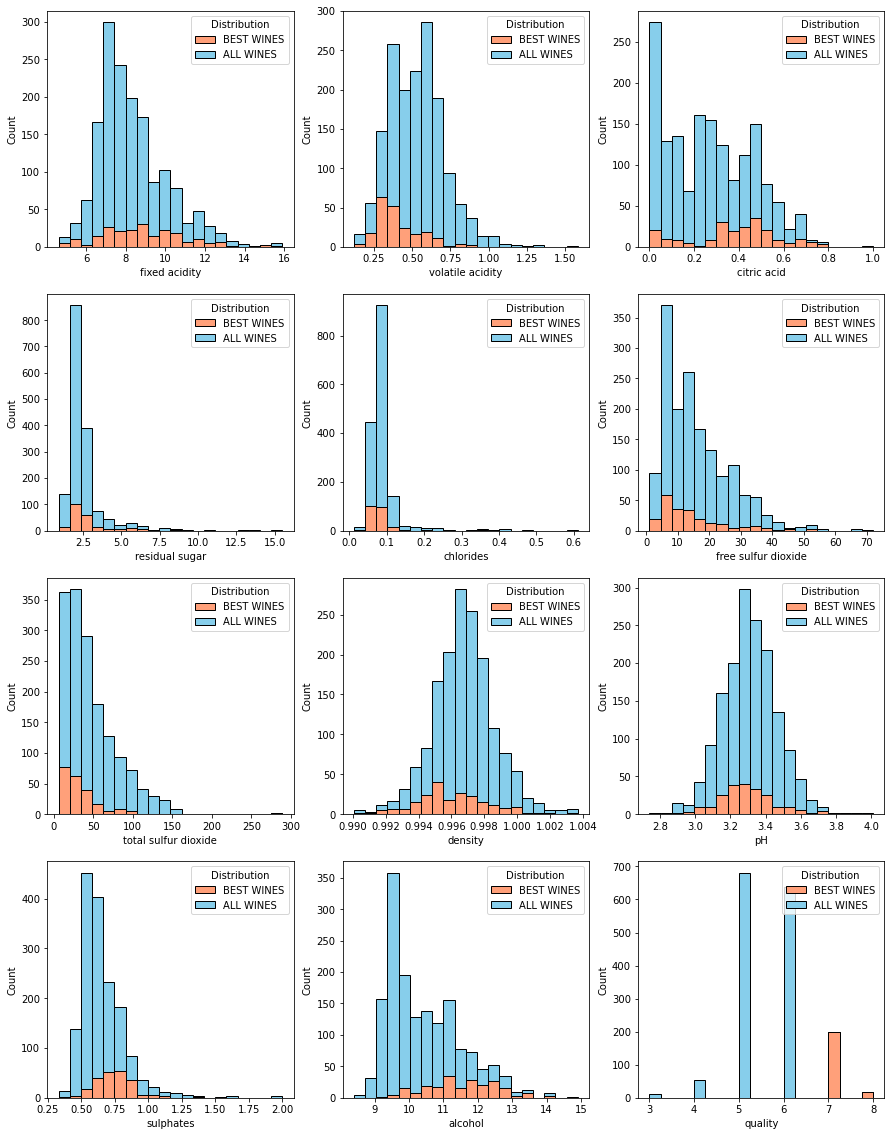 300
250
200
150
100
50
0
Count
Distribution
BEST WINES
ALL WINES
6 8 10 12 14 16
fixed acidity
300
250
200
150
100
50
0
Count
Distribution
BEST WINES
ALL WINES
0.25 0.50 0.75 1.00 1.25 1.50
volatile acidity
250
200
150
100
50
0
Count
Distribution
BEST WINES
ALL WINES
0.0 0.2 0.4 0.6 0.8 1.0
citric acid
800
700
600
500
400
300
200
100
0
Count
Distribution
BEST WINES
ALL WINES
2.5 5.0 7.5 10.0 12.5 15.0
residual sugar
800
600
400
200
0
Count
Distribution
BEST WINES
ALL WINES
0.0 0.1 0.2 0.3 0.4 0.5 0.6
chlorides
350
300
250
200
150
100
50
0
Count
Distribution
BEST WINES
ALL WINES
0 10 20 30 40 50 60 70
free sulfur dioxide
350
300
250
200
150
100
50
0
Count
Distribution
BEST WINES
ALL WINES
0 50 100 150 200 250 300
total sulfur dioxide
250
200
150
100
50
0
Count
Distribution
BEST WINES
ALL WINES
0.990 0.992 0.994 0.996 0.998 1.000 1.002 1.004
density
300
250
200
150
100
50
0
Count
Distribution
BEST WINES
ALL WINES
2.8 3.0 3.2 3.4 3.6 3.8 4.0
pH
400
300
200
100
0
Count
Distribution
BEST WINES
ALL WINES
0.25 0.50 0.75 1.00 1.25 1.50 1.75 2.00
sulphates
350
300
250
200
150
100
50
0
Count
Distribution
BEST WINES
ALL WINES
9 10 11 12 13 14 15
alcohol
700
600
500
400
300
200
100
0
Count
Distribution
BEST WINES
ALL WINES
3 4 5 6 7 8
quality